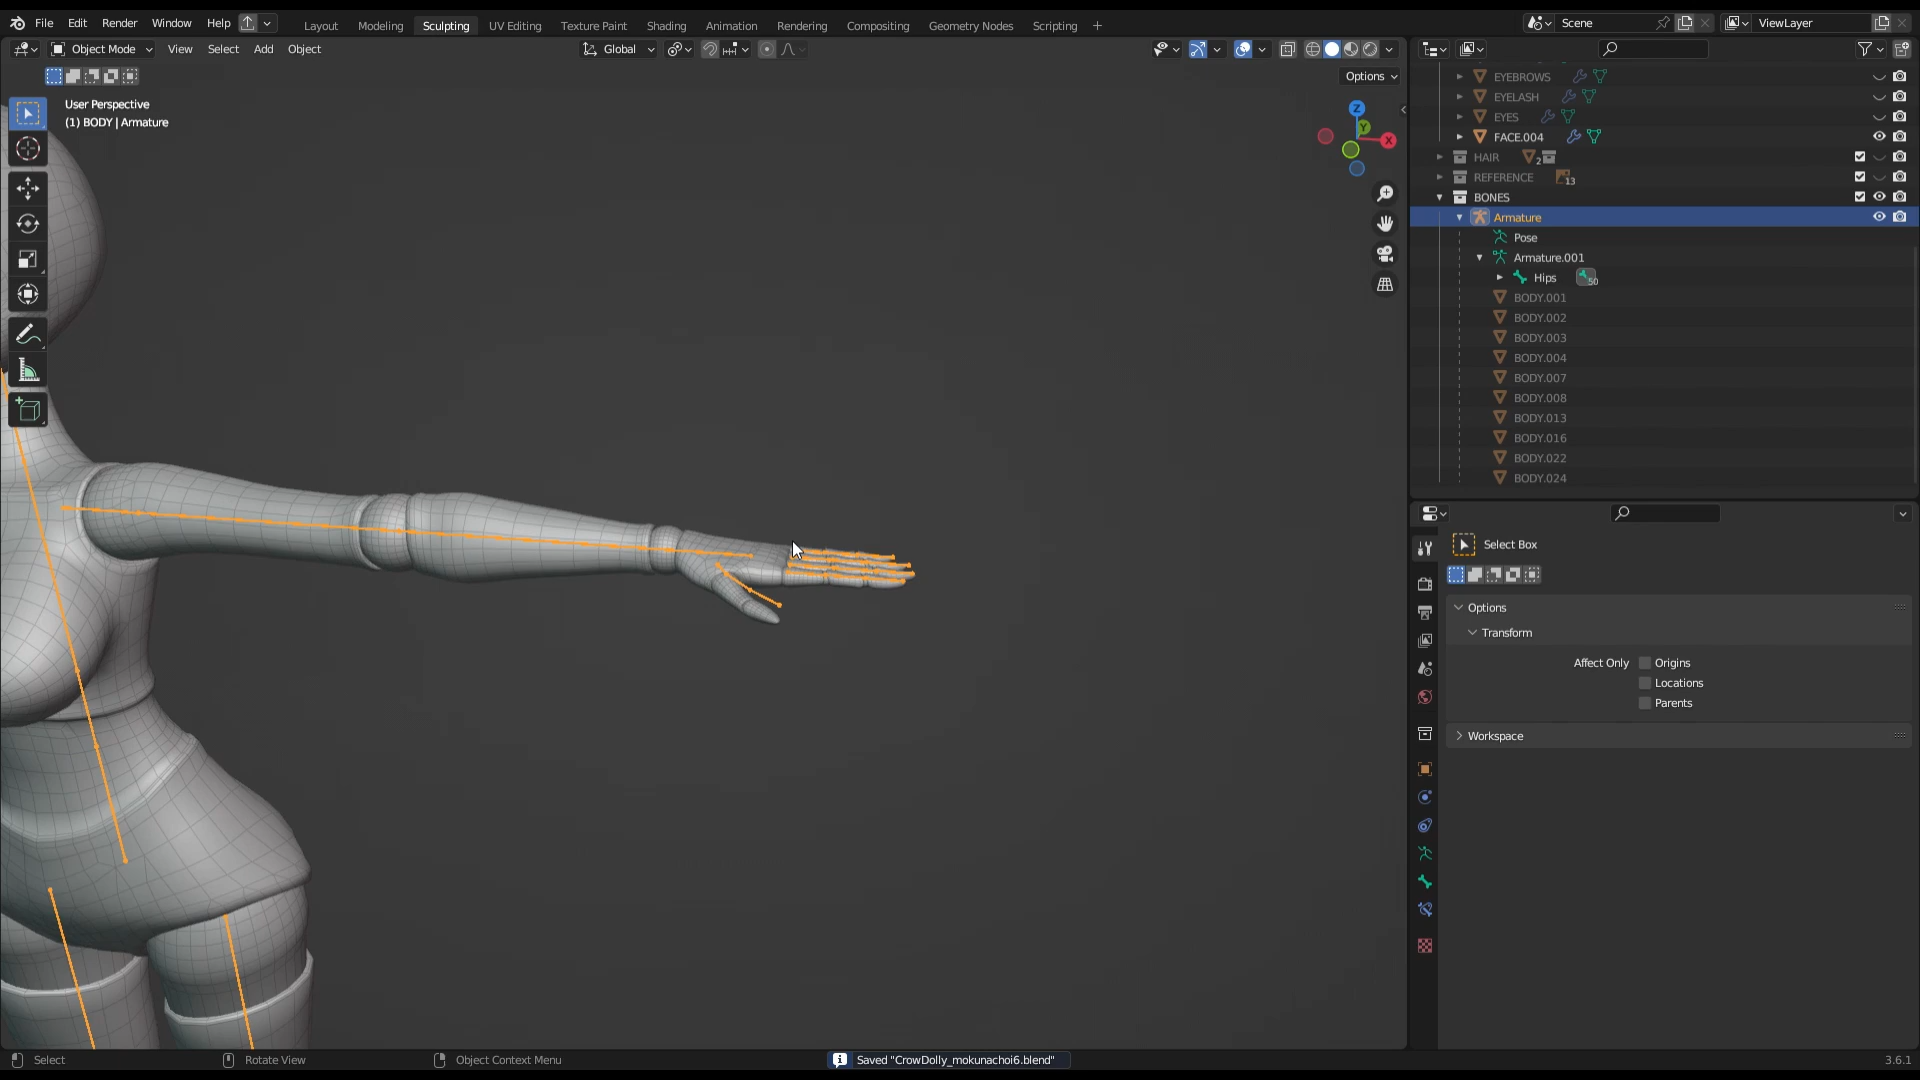 File Edit Render Window Help
Layout Modeling Sculpting UV Editing Texture Paint Shading Animation Rendering Compositing Geometry Nodes Scripting +
Scene
ViewLayer
Object Mode View Select Add Object
Global
Options
User Perspective
(1) BODY | Armature
Z
Y
X
EYEBROWS
EYELASH
EYES
FACE.004
HAIR 2
REFERENCE 13
BONES
Armature
Pose
Armature.001
Hips 50
BODY.001
BODY.002
BODY.003
BODY.004
BODY.007
BODY.008
BODY.013
BODY.016
BODY.022
BODY.024
Select Box
Options
Transform
Affect Only Origins
Locations
Parents
Workspace
Select Rotate View Object Context Menu Saved "CrowDolly_mokunachoi6.blend" 3.6.1